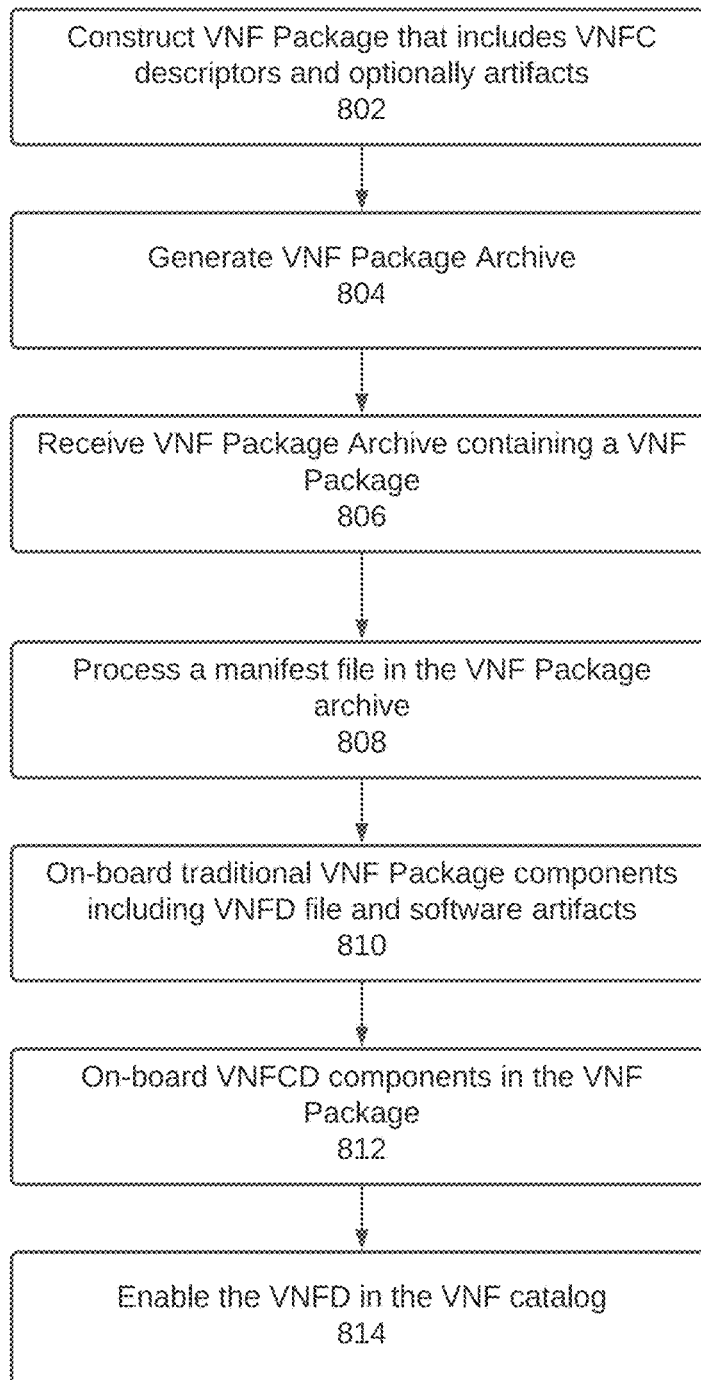 Construct VNF Package that includes VNFC
descriptors and optionally artifacts
802
Generate VNF Package Archive
804
Receive VNF Package Archive containing a VNF
Package
806
Process a manifest file in the VNF Package
archive
808
On-board traditional VNF Package components
including VNFD file and software artifacts
810
On-board VNFCD components in the VNF
Package
812
Enable the VNFD in the VNF catalog
814